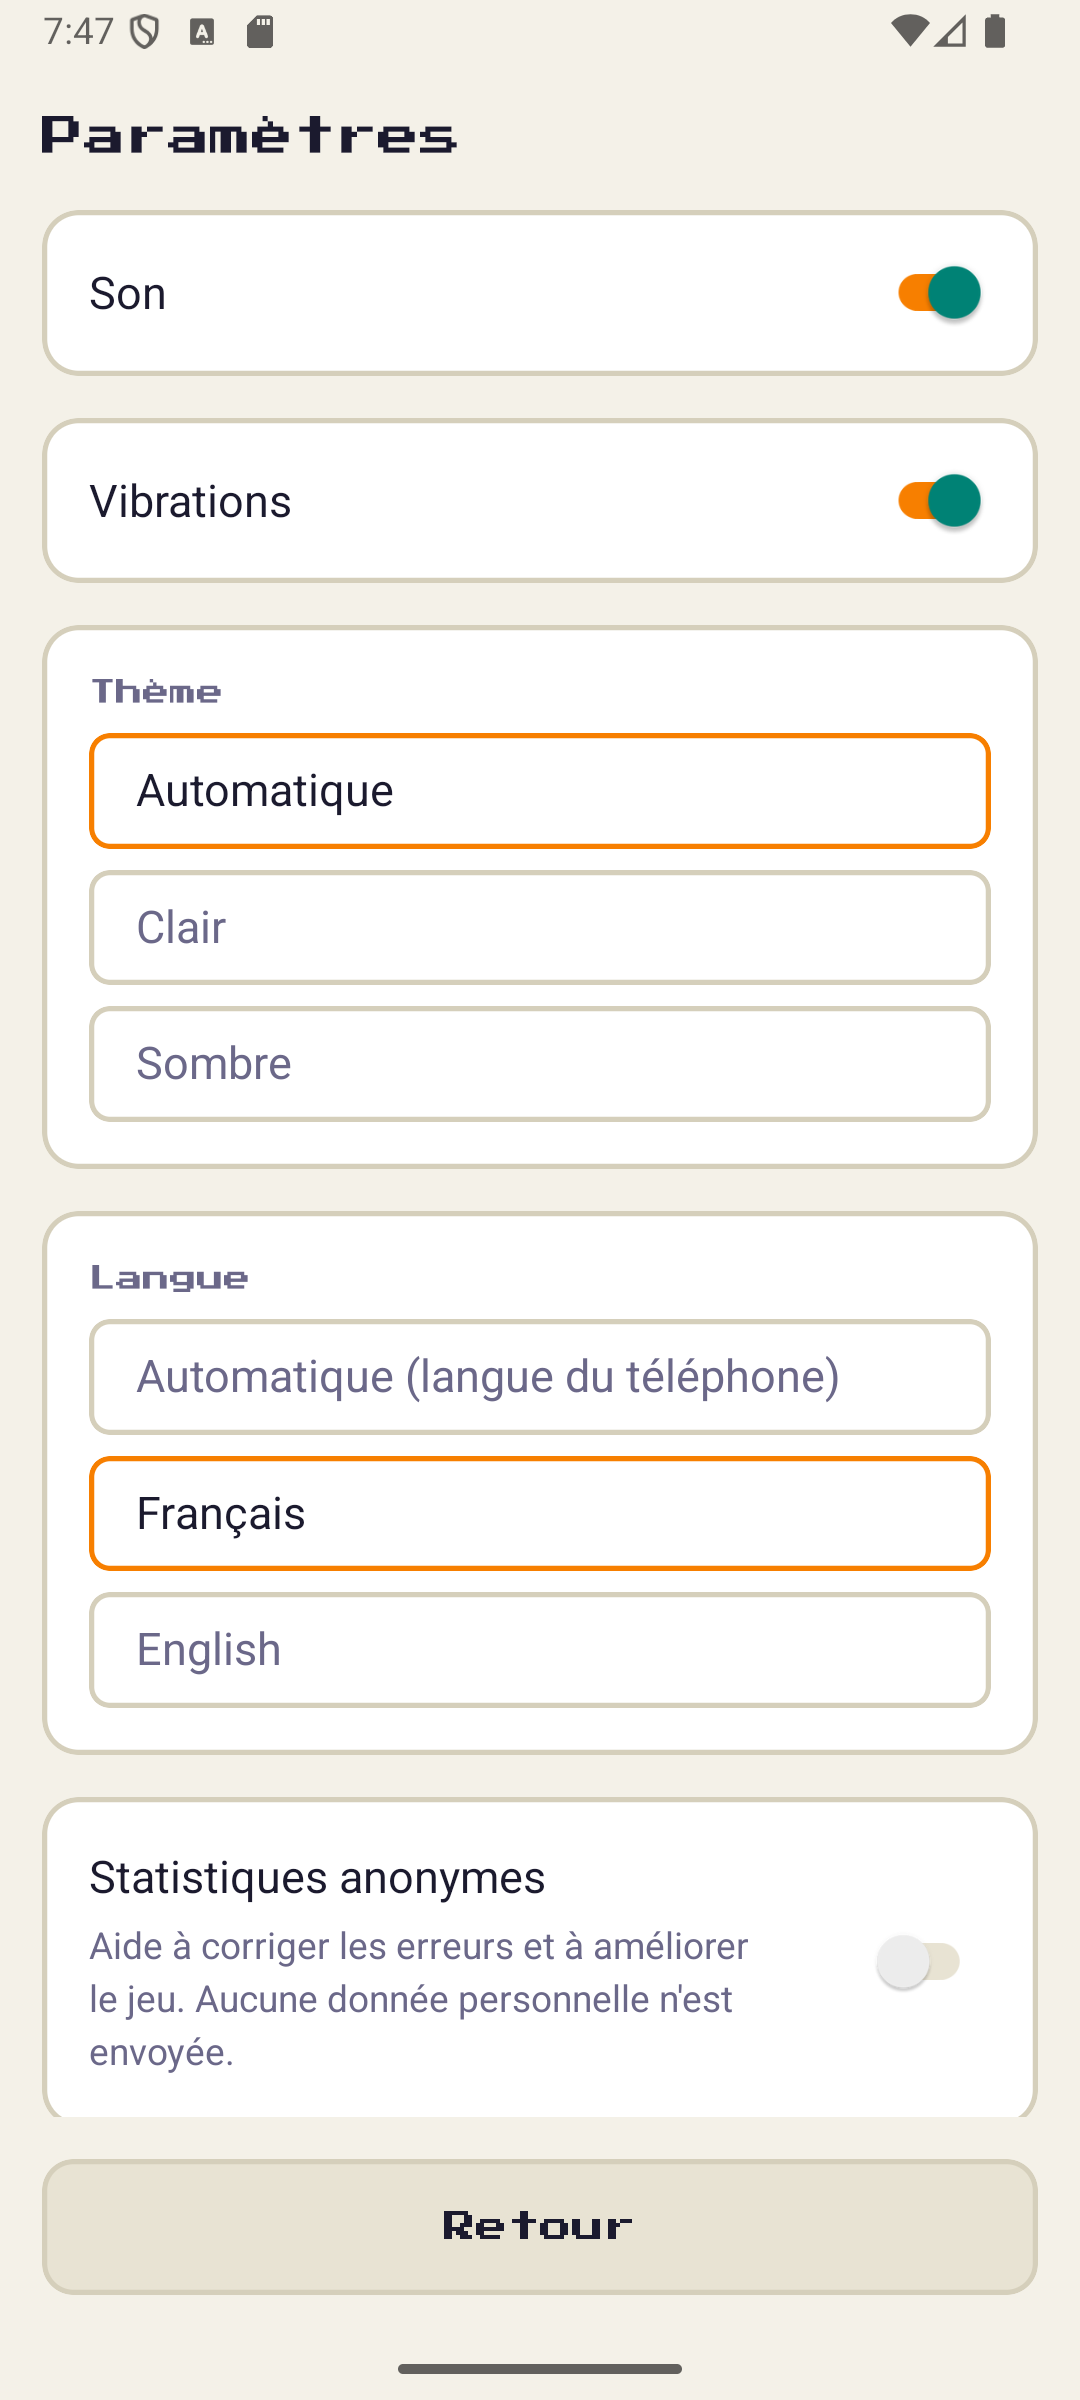 7:47
Paramètres
Son
Vibrations
Thème
Automatique
Clair
Sombre
Langue
Automatique (langue du téléphone)
Français
English
Statistiques anonymes
Aide à corriger les erreurs et à améliorer
le jeu. Aucune donnée personnelle n'est
envoyée.
Retour